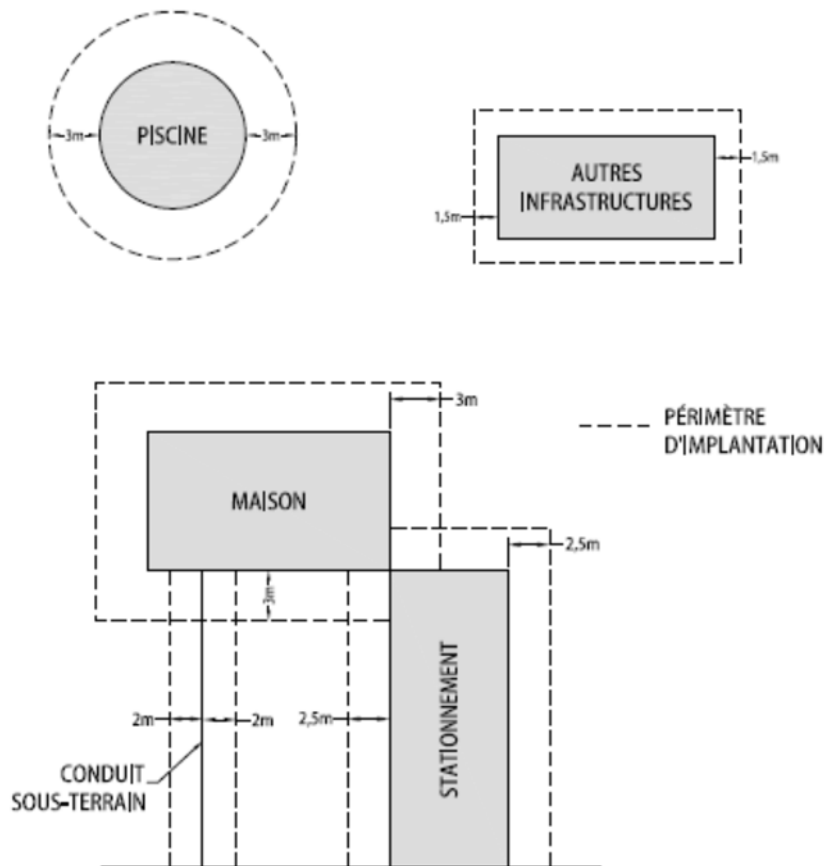 PISCINE
3m
3m
AUTRES
INFRASTRUCTURES
1,5m
1,5m
3m
PÉRIMÈTRE
D'IMPLANTATION
MAISON
2,5m
3m
STATIONNEMENT
2m
2m
2,5m
CONDUIT
SOUS-TERRAIN